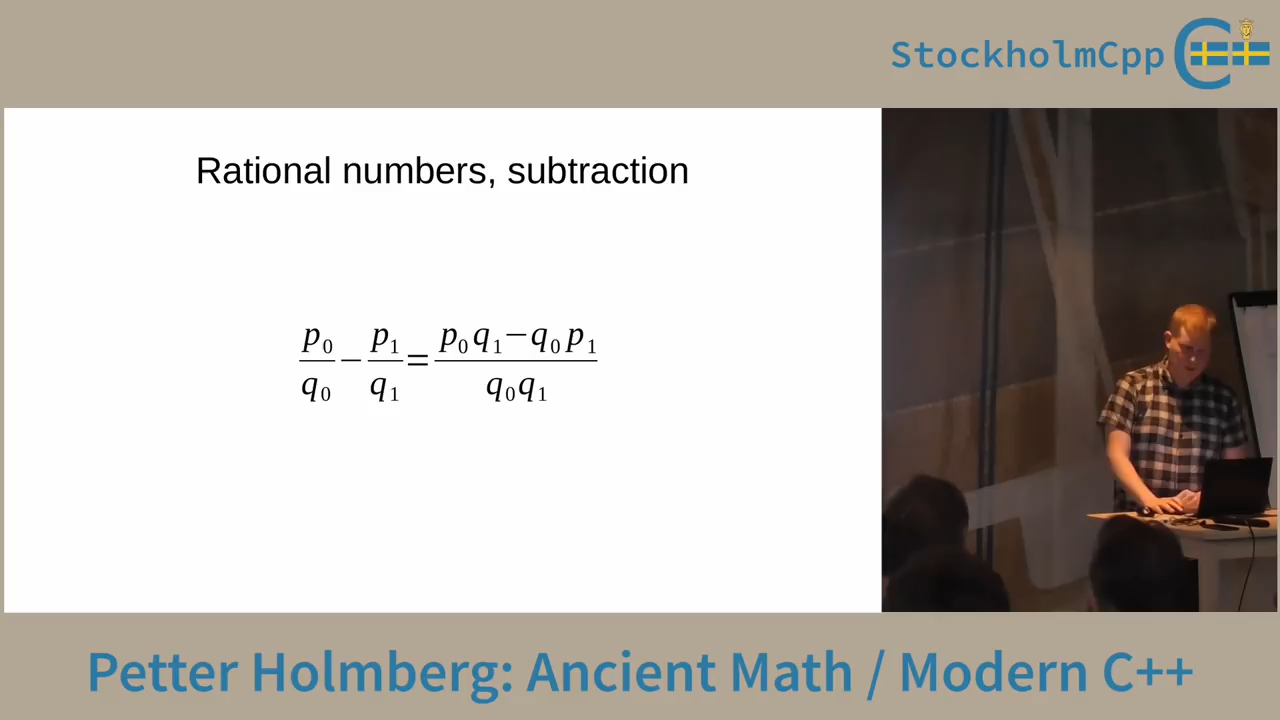 StockholmCpp
Rational numbers, subtraction
p₀/q₀ − p₁/q₁ = (p₀q₁−q₀p₁)/(q₀q₁)
Petter Holmberg: Ancient Math / Modern C++